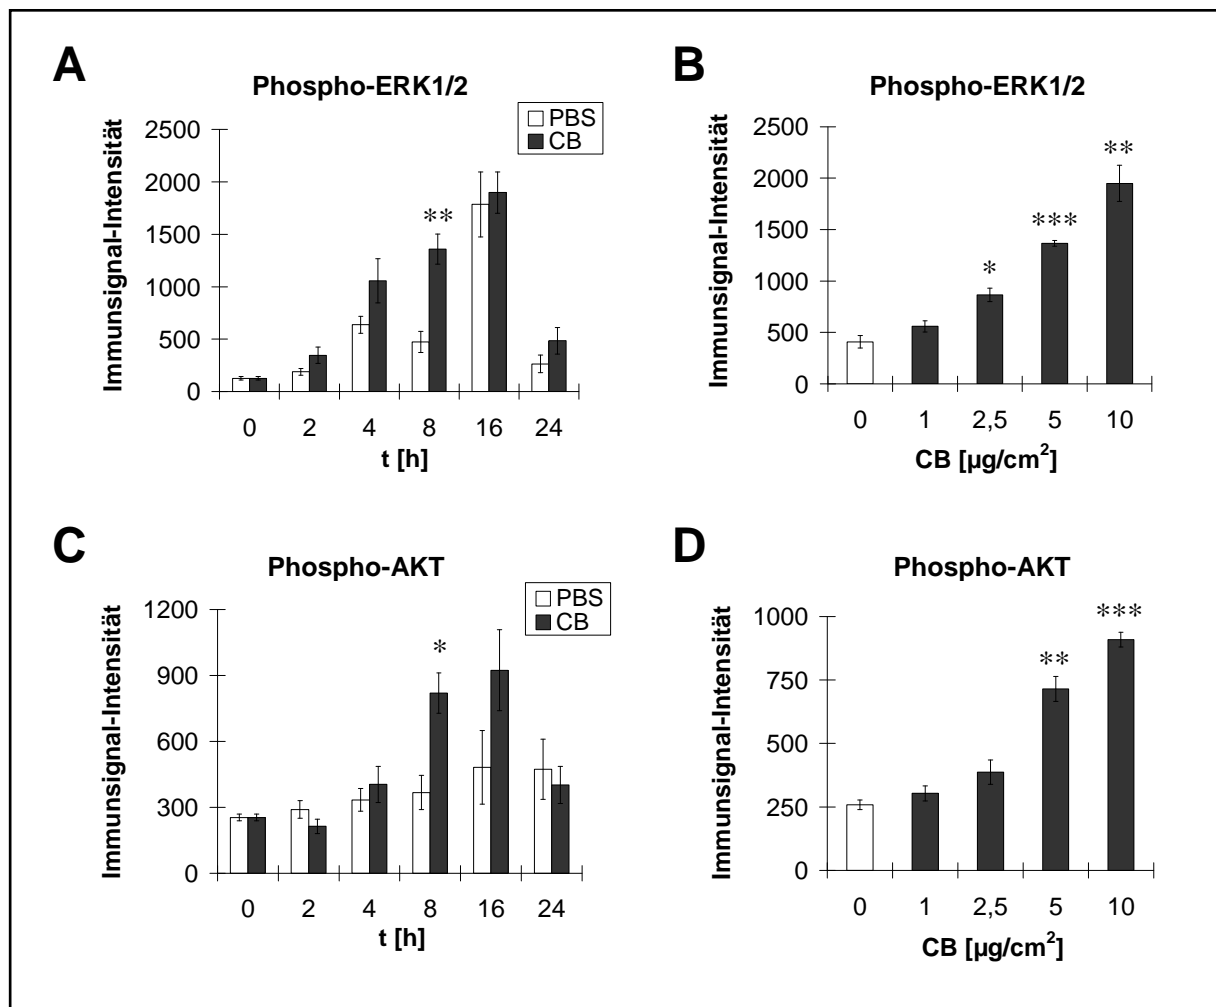 A
Phospho-ERK1/2
PBS
CB
Immunsignal-Intensität
2500
2000
1500
1000
500
0
**
0 2 4 8 16 24
t [h]
B
Phospho-ERK1/2
Immunsignal-Intensität
2500
2000
1500
1000
500
0
*
***
**
0 1 2,5 5 10
CB [µg/cm²]
C
Phospho-AKT
PBS
CB
Immunsignal-Intensität
1200
900
600
300
0
*
0 2 4 8 16 24
t [h]
D
Phospho-AKT
Immunsignal-Intensität
1000
750
500
250
0
**
***
0 1 2,5 5 10
CB [µg/cm²]